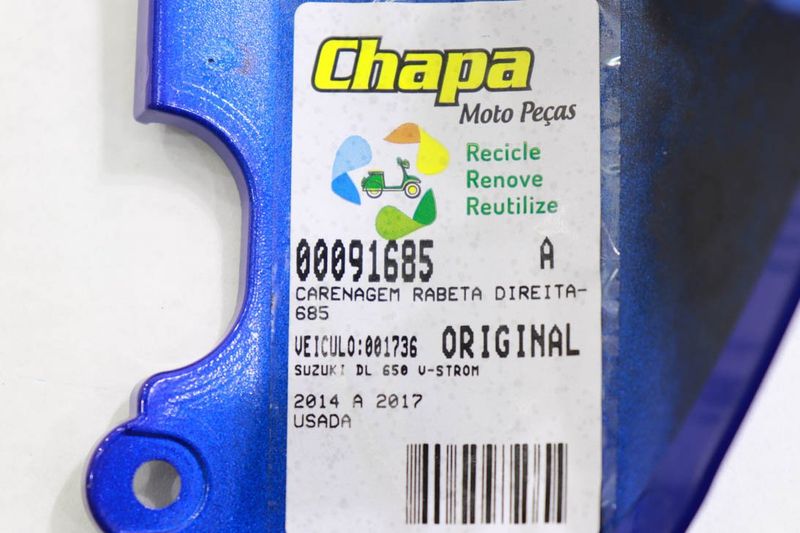 Chapa
Moto Peças
Recicle
Renove
Reutilize
00091685 A
CARENAGEM RABETA DIREITA-
685
VEICULO:001736 ORIGINAL
SUZUKI DL 650 V-STROM
2014 A 2017
USADA